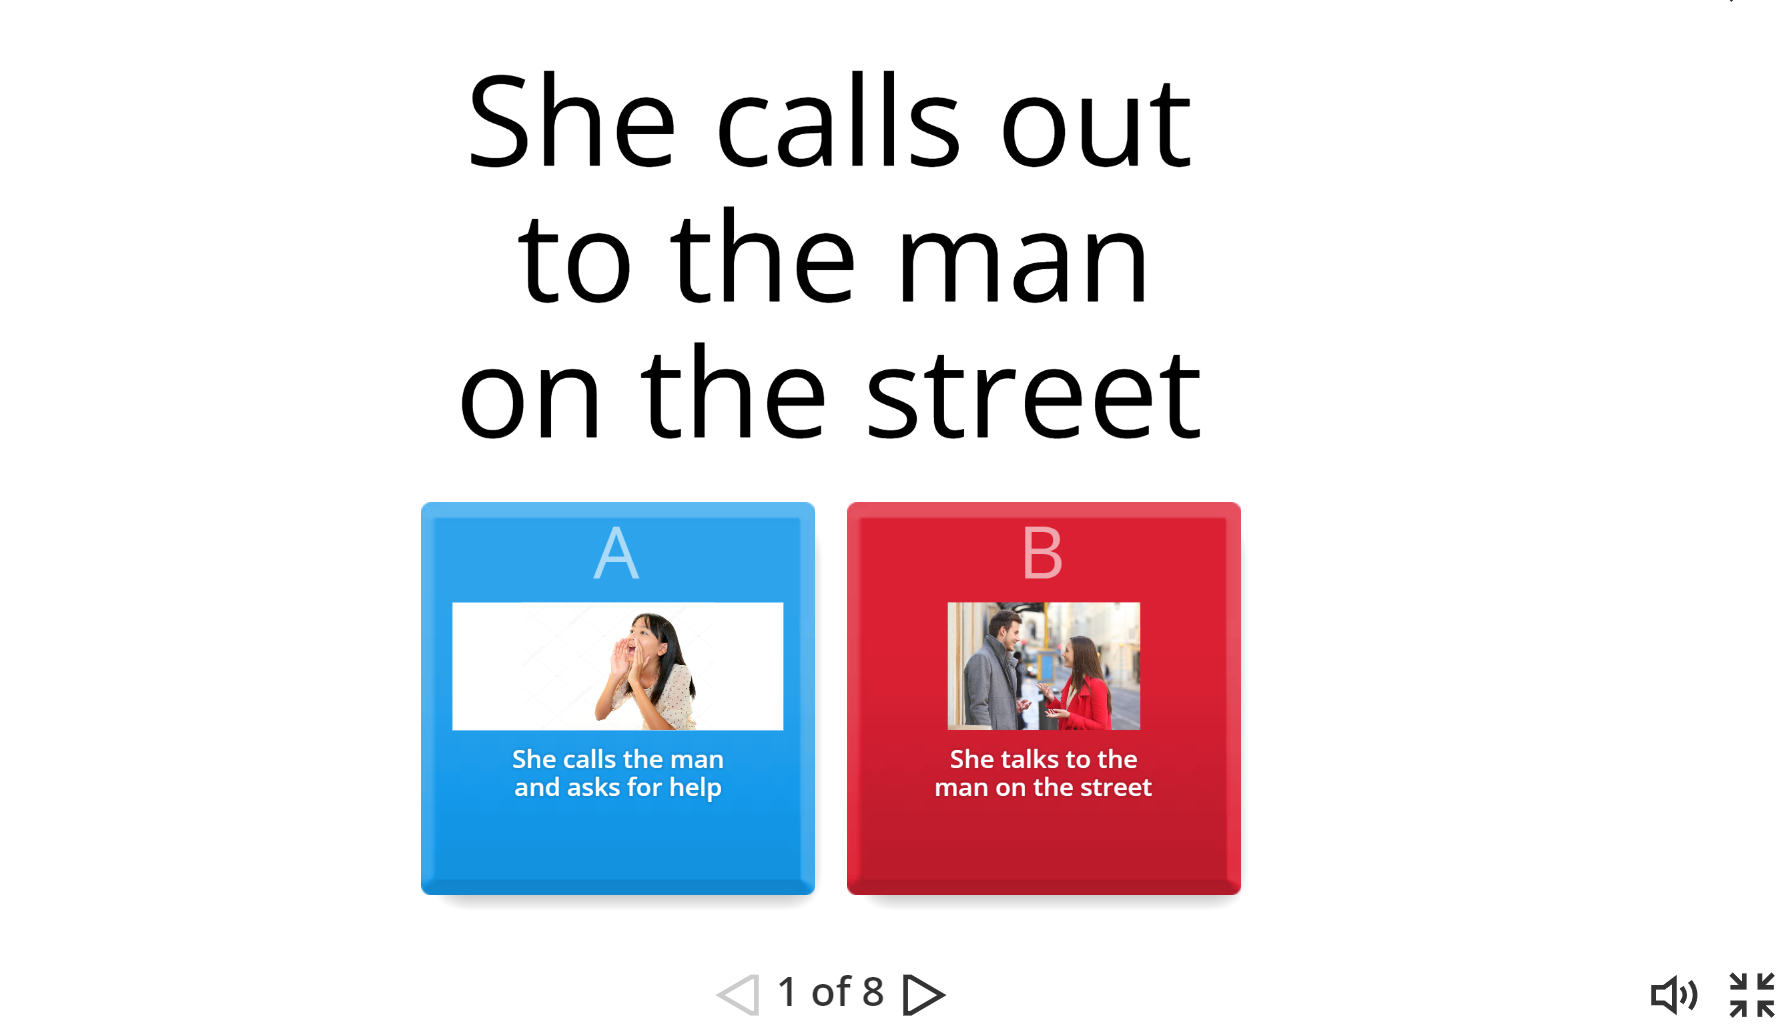 She calls out
to the man
on the street
A
She calls the man
and asks for help
B
She talks to the
man on the street
1 of 8